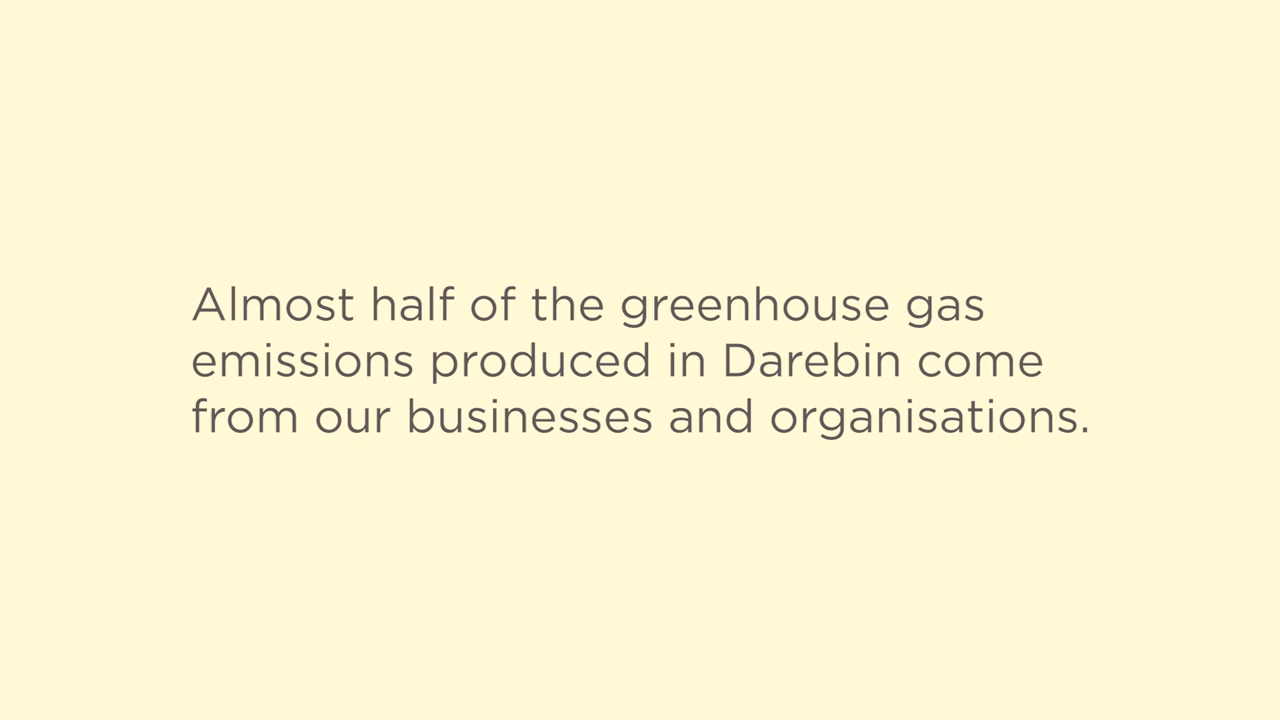 Almost half of the greenhouse gas
emissions produced in Darebin come
from our businesses and organisations.